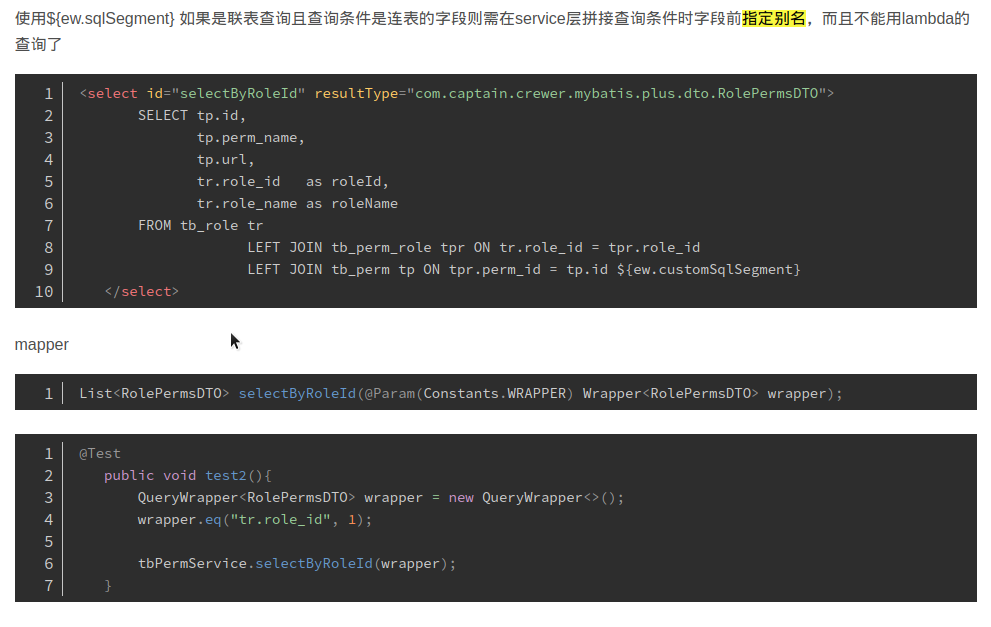 使用${ew.sqlSegment} 如果是联表查询且查询条件是连表的字段则需在service层拼接查询条件时字段前指定别名，而且不能用lambda的
查询了
1 <select id="selectByRoleId" resultType="com.captain.crewer.mybatis.plus.dto.RolePermsDTO">
2 SELECT tp.id,
3 tp.perm_name,
4 tp.url,
5 tr.role_id as roleId,
6 tr.role_name as roleName
7 FROM tb_role tr
8 LEFT JOIN tb_perm_role tpr ON tr.role_id = tpr.role_id
9 LEFT JOIN tb_perm tp ON tpr.perm_id = tp.id ${ew.customSqlSegment}
10 </select>
mapper
1 List<RolePermsDTO> selectByRoleId(@Param(Constants.WRAPPER) Wrapper<RolePermsDTO> wrapper);
1 @Test
2 public void test2(){
3 QueryWrapper<RolePermsDTO> wrapper = new QueryWrapper<>();
4 wrapper.eq("tr.role_id", 1);
5
6 tbPermService.selectByRoleId(wrapper);
7 }